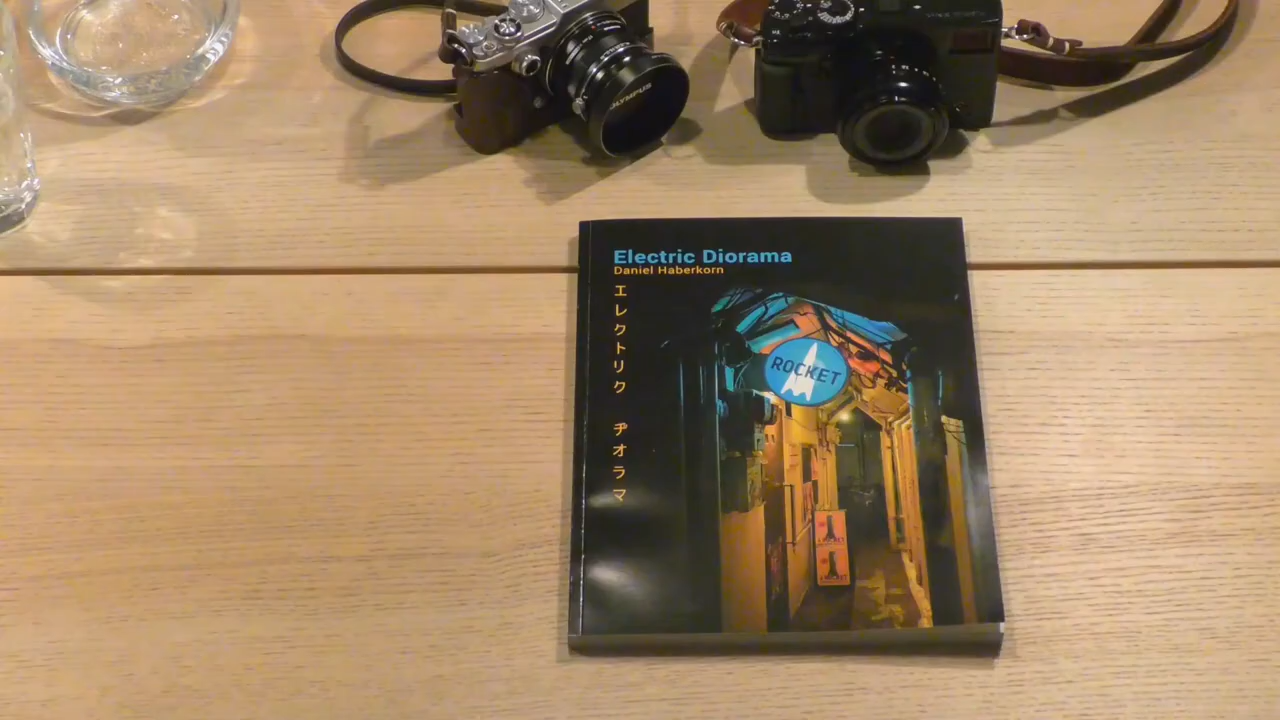 OLYMPUS
Electric Diorama
Daniel Haberkorn
エレクトリク ヂオラマ
ROCKET